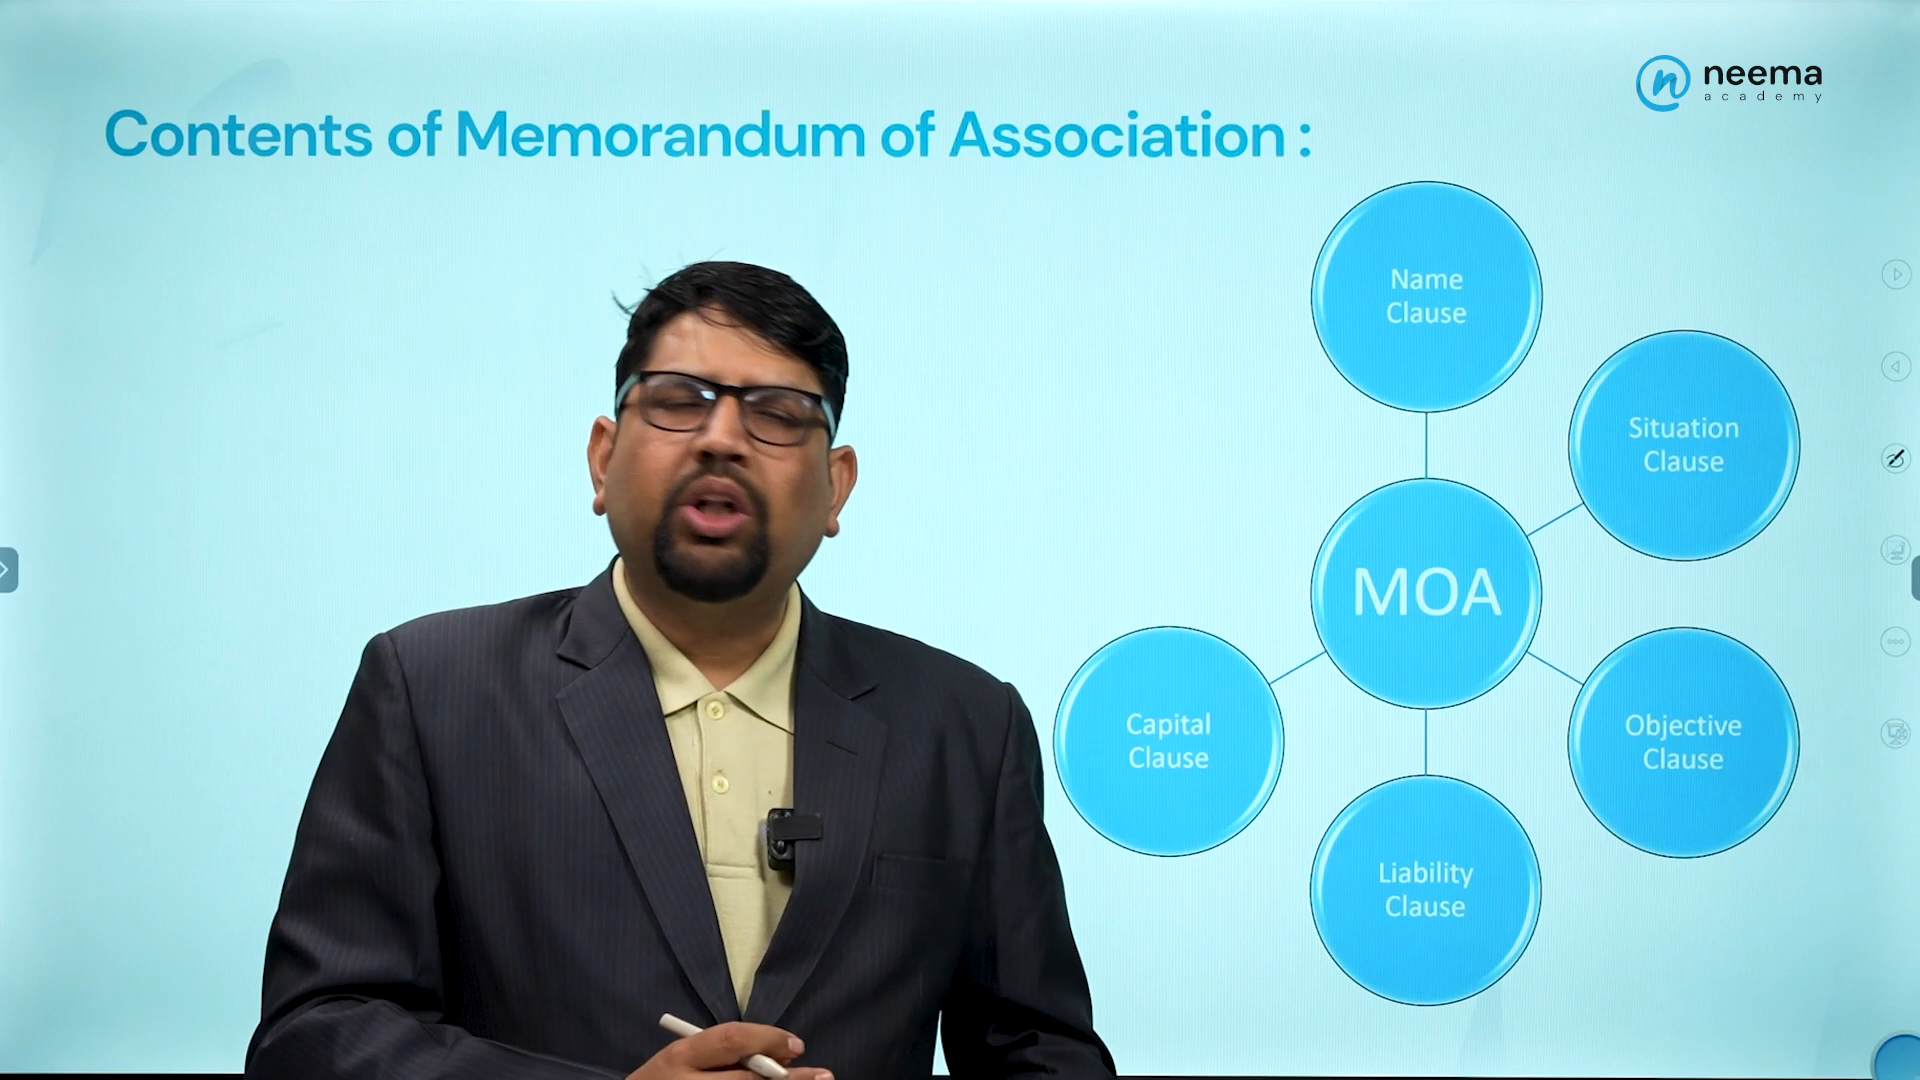 neema
academy
Contents of Memorandum of Association :
Name
Clause
Situation
Clause
MOA
Capital
Clause
Objective
Clause
Liability
Clause